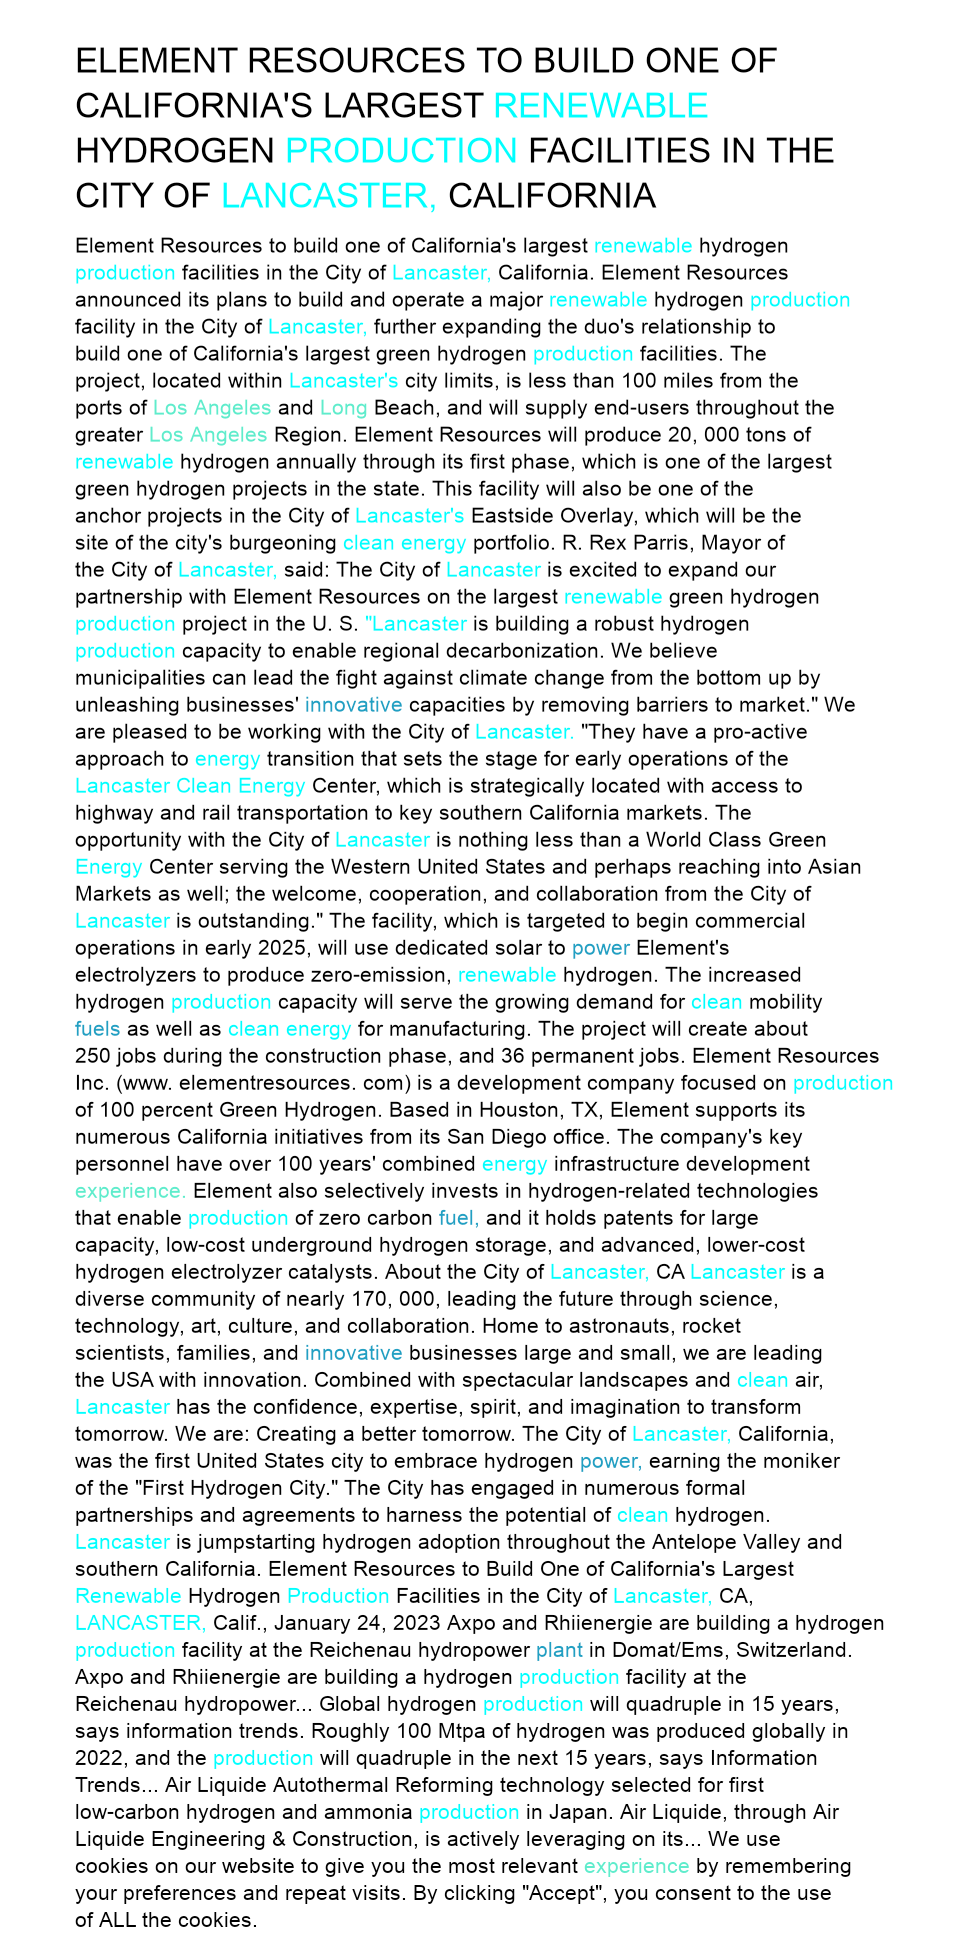 ELEMENT RESOURCES TO BUILD ONE OF
CALIFORNIA'S LARGEST RENEWABLE
HYDROGEN PRODUCTION FACILITIES IN THE
CITY OF LANCASTER, CALIFORNIA
Element Resources to build one of California's largest renewable hydrogen
production facilities in the City of Lancaster, California. Element Resources
announced its plans to build and operate a major renewable hydrogen production
facility in the City of Lancaster, further expanding the duo's relationship to
build one of California's largest green hydrogen production facilities. The
project, located within Lancaster's city limits, is less than 100 miles from the
ports of Los Angeles and Long Beach, and will supply end-users throughout the
greater Los Angeles Region. Element Resources will produce 20, 000 tons of
renewable hydrogen annually through its first phase, which is one of the largest
green hydrogen projects in the state. This facility will also be one of the
anchor projects in the City of Lancaster's Eastside Overlay, which will be the
site of the city's burgeoning clean energy portfolio. R. Rex Parris, Mayor of
the City of Lancaster, said: The City of Lancaster is excited to expand our
partnership with Element Resources on the largest renewable green hydrogen
production project in the U. S. "Lancaster is building a robust hydrogen
production capacity to enable regional decarbonization. We believe
municipalities can lead the fight against climate change from the bottom up by
unleashing businesses' innovative capacities by removing barriers to market." We
are pleased to be working with the City of Lancaster. "They have a pro-active
approach to energy transition that sets the stage for early operations of the
Lancaster Clean Energy Center, which is strategically located with access to
highway and rail transportation to key southern California markets. The
opportunity with the City of Lancaster is nothing less than a World Class Green
Energy Center serving the Western United States and perhaps reaching into Asian
Markets as well; the welcome, cooperation, and collaboration from the City of
Lancaster is outstanding." The facility, which is targeted to begin commercial
operations in early 2025, will use dedicated solar to power Element's
electrolyzers to produce zero-emission, renewable hydrogen. The increased
hydrogen production capacity will serve the growing demand for clean mobility
fuels as well as clean energy for manufacturing. The project will create about
250 jobs during the construction phase, and 36 permanent jobs. Element Resources
Inc. (www. elementresources. com) is a development company focused on production
of 100 percent Green Hydrogen. Based in Houston, TX, Element supports its
numerous California initiatives from its San Diego office. The company's key
personnel have over 100 years' combined energy infrastructure development
experience. Element also selectively invests in hydrogen-related technologies
that enable production of zero carbon fuel, and it holds patents for large
capacity, low-cost underground hydrogen storage, and advanced, lower-cost
hydrogen electrolyzer catalysts. About the City of Lancaster, CA Lancaster is a
diverse community of nearly 170, 000, leading the future through science,
technology, art, culture, and collaboration. Home to astronauts, rocket
scientists, families, and innovative businesses large and small, we are leading
the USA with innovation. Combined with spectacular landscapes and clean air,
Lancaster has the confidence, expertise, spirit, and imagination to transform
tomorrow. We are: Creating a better tomorrow. The City of Lancaster, California,
was the first United States city to embrace hydrogen power, earning the moniker
of the "First Hydrogen City." The City has engaged in numerous formal
partnerships and agreements to harness the potential of clean hydrogen.
Lancaster is jumpstarting hydrogen adoption throughout the Antelope Valley and
southern California. Element Resources to Build One of California's Largest
Renewable Hydrogen Production Facilities in the City of Lancaster, CA,
LANCASTER, Calif., January 24, 2023 Axpo and Rhiienergie are building a hydrogen
production facility at the Reichenau hydropower plant in Domat/Ems, Switzerland.
Axpo and Rhiienergie are building a hydrogen production facility at the
Reichenau hydropower... Global hydrogen production will quadruple in 15 years,
says information trends. Roughly 100 Mtpa of hydrogen was produced globally in
2022, and the production will quadruple in the next 15 years, says Information
Trends... Air Liquide Autothermal Reforming technology selected for first
low-carbon hydrogen and ammonia production in Japan. Air Liquide, through Air
Liquide Engineering & Construction, is actively leveraging on its... We use
cookies on our website to give you the most relevant experience by remembering
your preferences and repeat visits. By clicking "Accept", you consent to the use
of ALL the cookies.